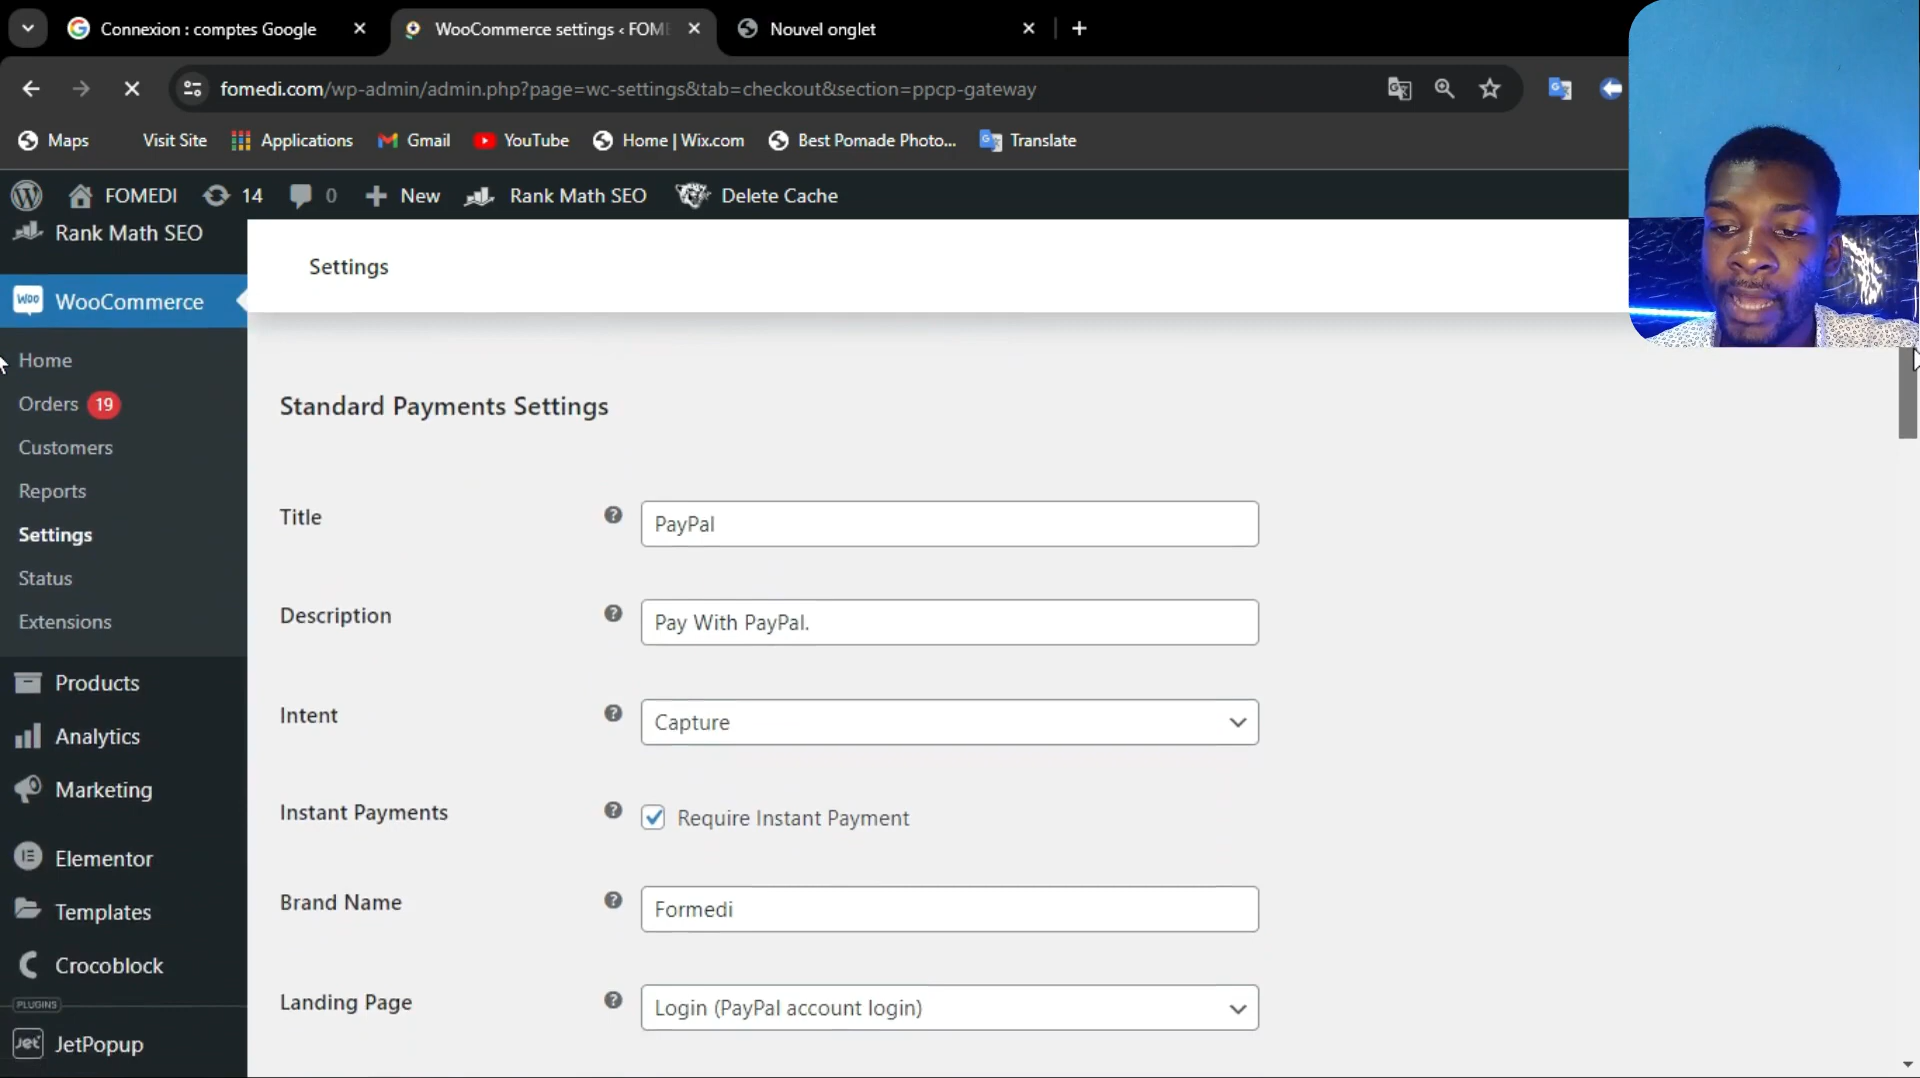 Connexion : comptes Google
WooCommerce settings ‹ FOM
Nouvel onglet
fomedi.com/wp-admin/admin.php?page=wc-settings&tab=checkout&section=ppcp-gateway
Maps
Visit Site
Applications
Gmail
YouTube
Home | Wix.com
Best Pomade Photo...
Translate
FOMEDI
14
0
New
Rank Math SEO
Delete Cache
Rank Math SEO
Woo
WooCommerce
Home
Orders 19
Customers
Reports
Settings
Status
Extensions
Products
Analytics
Marketing
Elementor
Templates
Crocoblock
PLUGINS
Jet
JetPopup
Settings
Standard Payments Settings
Title
PayPal
Description
Pay With PayPal.
Intent
Capture
Instant Payments
Require Instant Payment
Brand Name
Formedi
Landing Page
Login (PayPal account login)